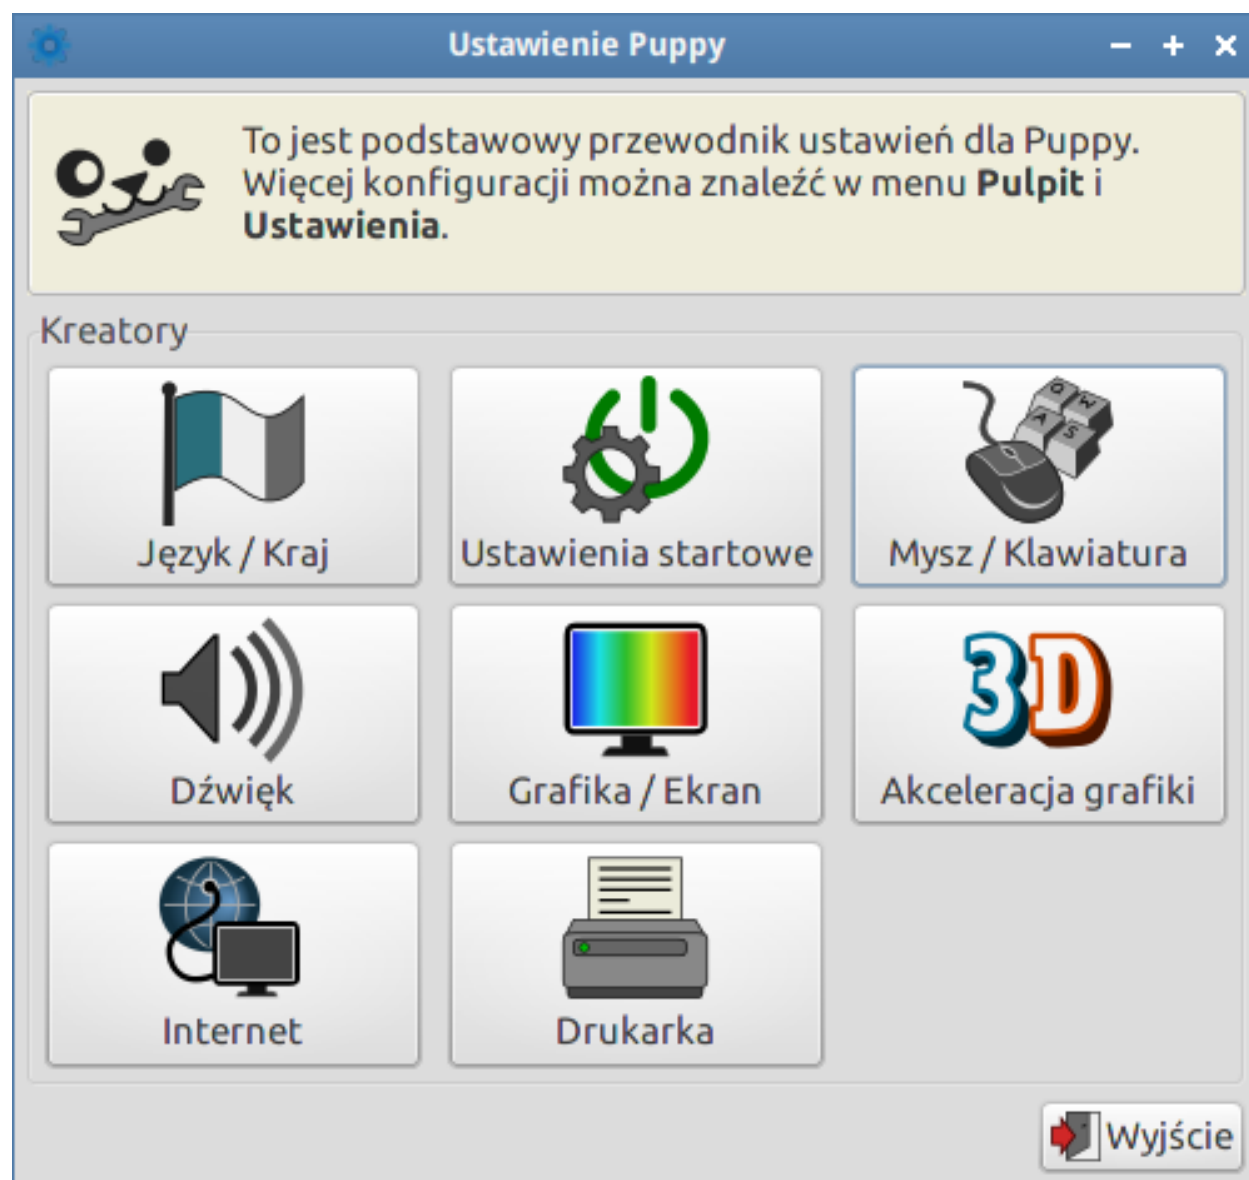 Ustawienie Puppy
To jest podstawowy przewodnik ustawień dla Puppy.
Więcej konfiguracji można znaleźć w menu Pulpit i
Ustawienia.
Kreatory
Język / Kraj
Ustawienia startowe
Q W
A S
Mysz / Klawiatura
Dźwięk
Grafika / Ekran
3D
Akceleracja grafiki
Internet
Drukarka
Wyjście